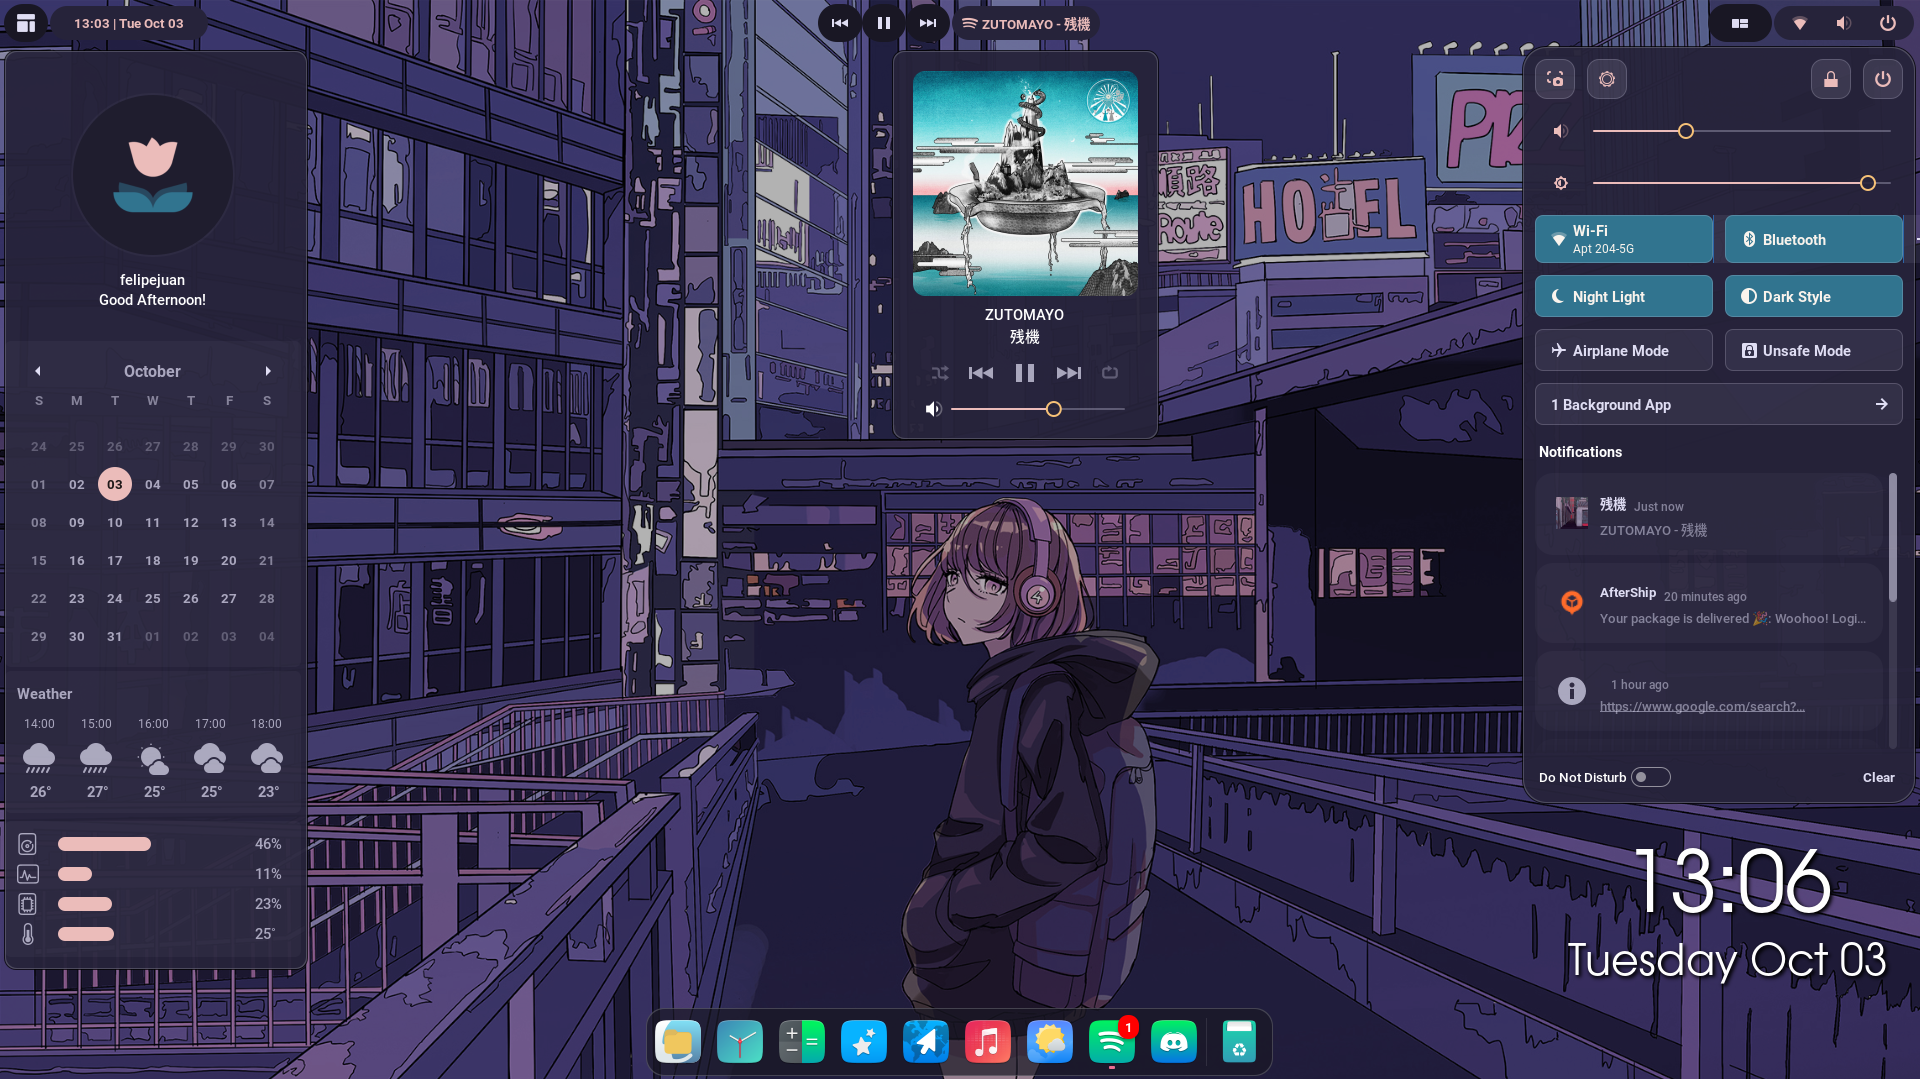 13:03 | Tue Oct 03
ZUTOMAYO - 残機
felipejuan
Good Afternoon!
October
S M T W T F S
24 25 26 27 28 29 30
01 02 03 04 05 06 07
08 09 10 11 12 13 14
15 16 17 18 19 20 21
22 23 24 25 26 27 28
29 30 31 01 02 03 04
Weather
14:00 15:00 16:00 17:00 18:00
26° 27° 25° 25° 23°
46%
11%
23%
25°
ZUTOMAYO
残機
順路
Route
HOTEL
4
Wi-Fi
Apt 204-5G
Bluetooth
Night Light
Dark Style
Airplane Mode
Unsafe Mode
1 Background App
Notifications
残機 Just now
ZUTOMAYO - 残機
AfterShip 20 minutes ago
Your package is delivered 🎉: Woohoo! Logi...
1 hour ago
https://www.google.com/search?...
Do Not Disturb
Clear
13:06
Tuesday Oct 03
1